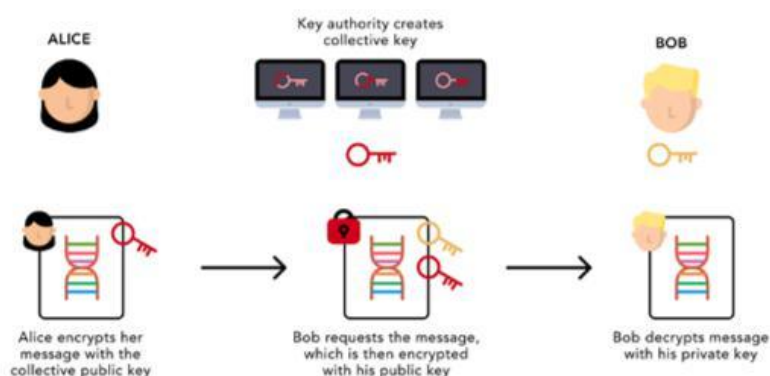 Key authority creates
collective key
ALICE
BOB
Alice encrypts her
message with the
collective public key
Bob requests the message,
which is then encrypted
with his public key
Bob decrypts message
with his private key